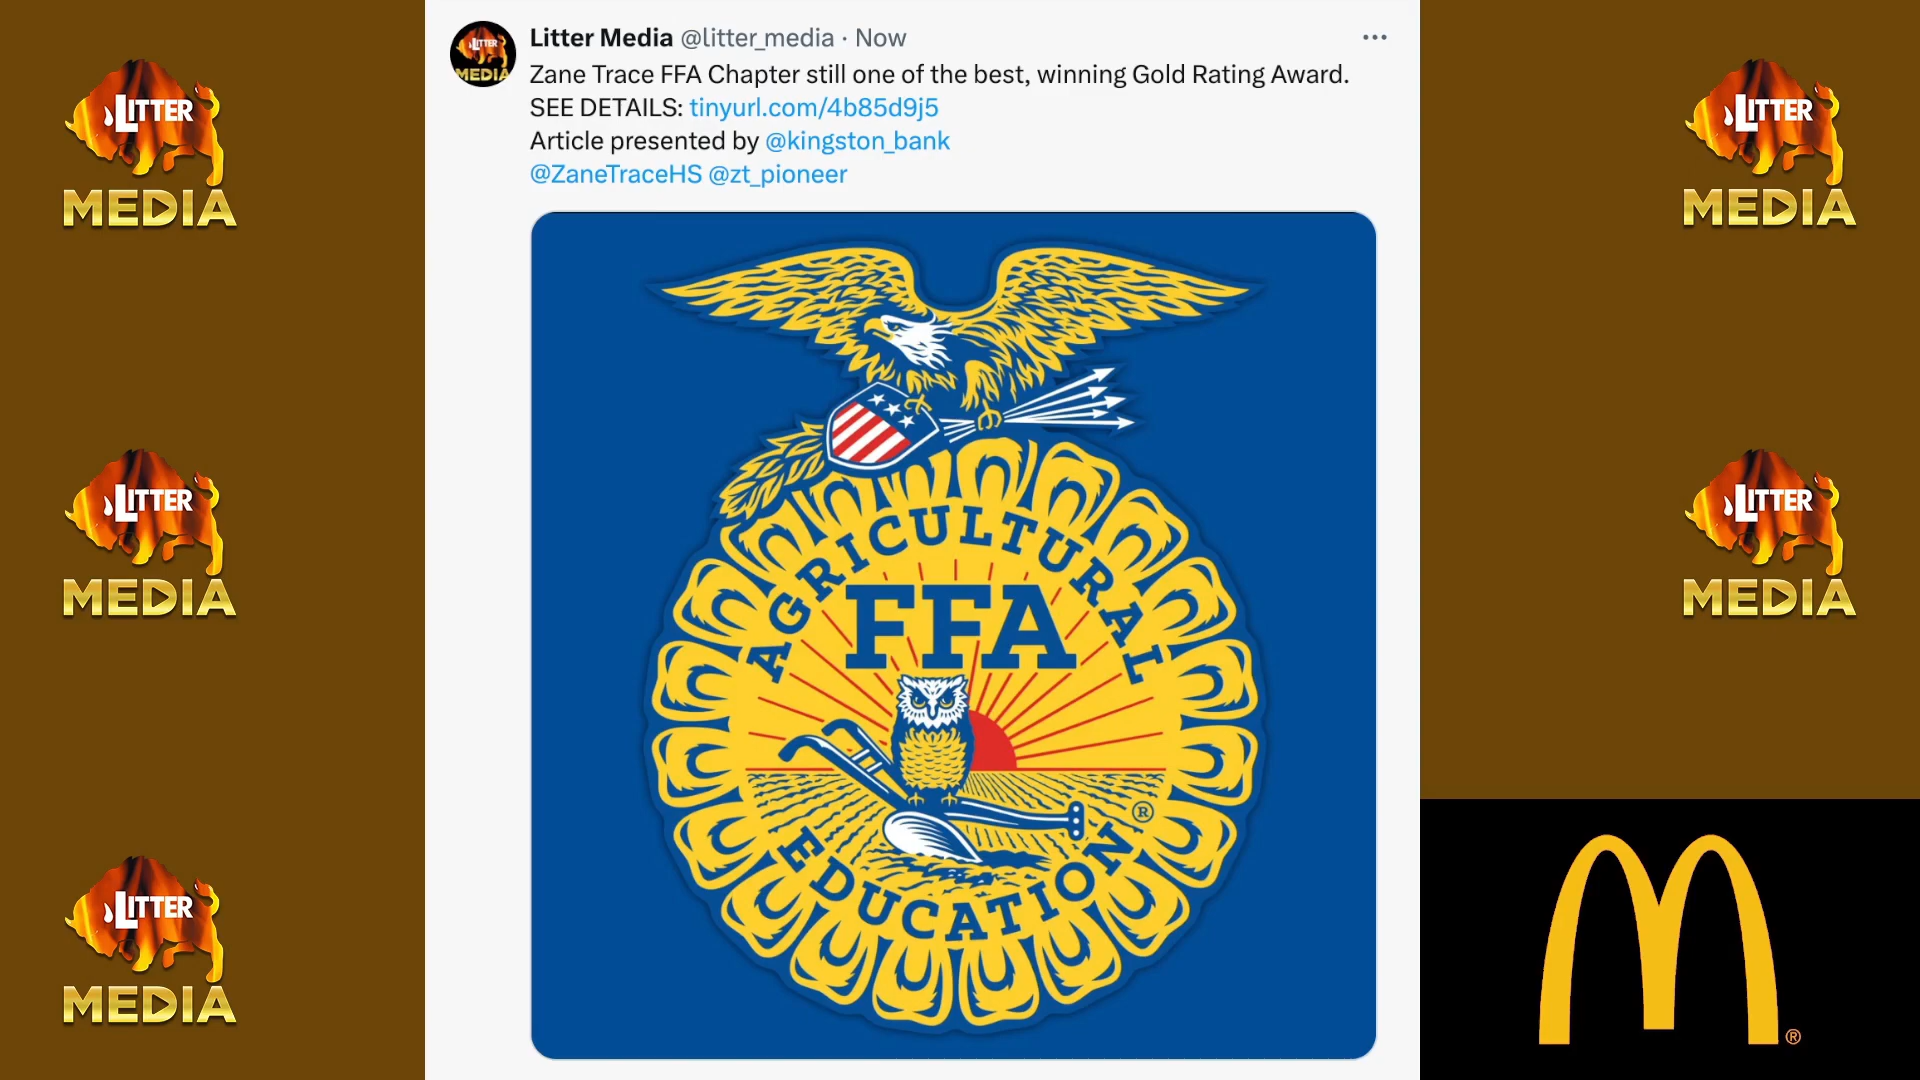 LITTER
MEDIA
LITTER
MEDIA
LITTER
MEDIA
LITTER
MEDIA
Litter Media @litter_media · Now
Zane Trace FFA Chapter still one of the best, winning Gold Rating Award.
SEE DETAILS: tinyurl.com/4b85d9j5
Article presented by @kingston_bank
@ZaneTraceHS @zt_pioneer
AGRICULTURAL
FFA
EDUCATION
®
LITTER
MEDIA
LITTER
MEDIA
M
®